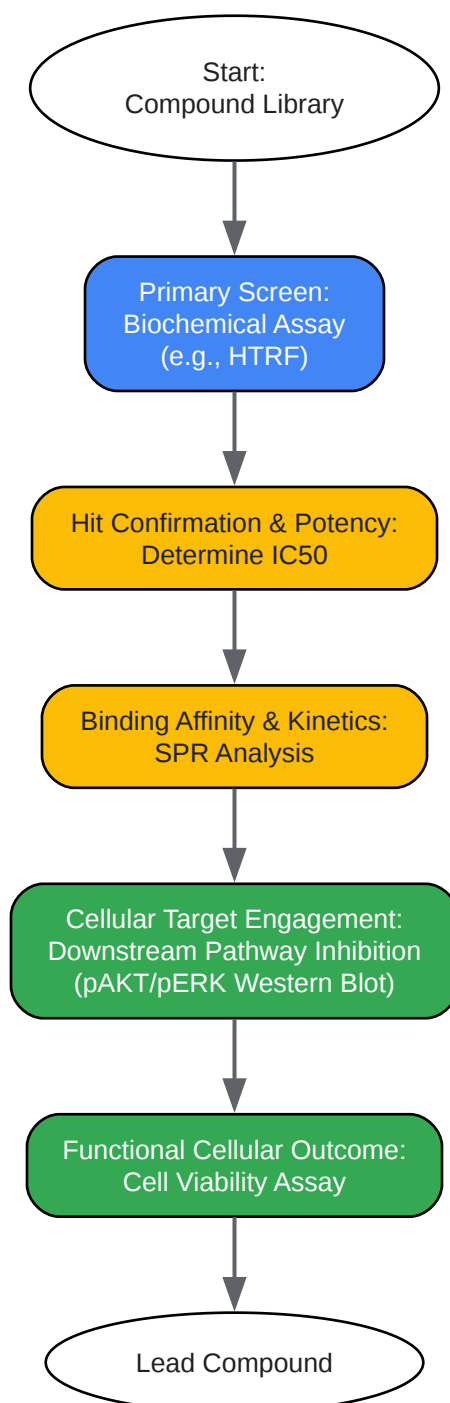 Start:
Compound Library
Primary Screen:
Biochemical Assay
(e.g., HTRF)
Hit Confirmation & Potency:
Determine IC50
Binding Affinity & Kinetics:
SPR Analysis
Cellular Target Engagement:
Downstream Pathway Inhibition
(pAKT/pERK Western Blot)
Functional Cellular Outcome:
Cell Viability Assay
Lead Compound